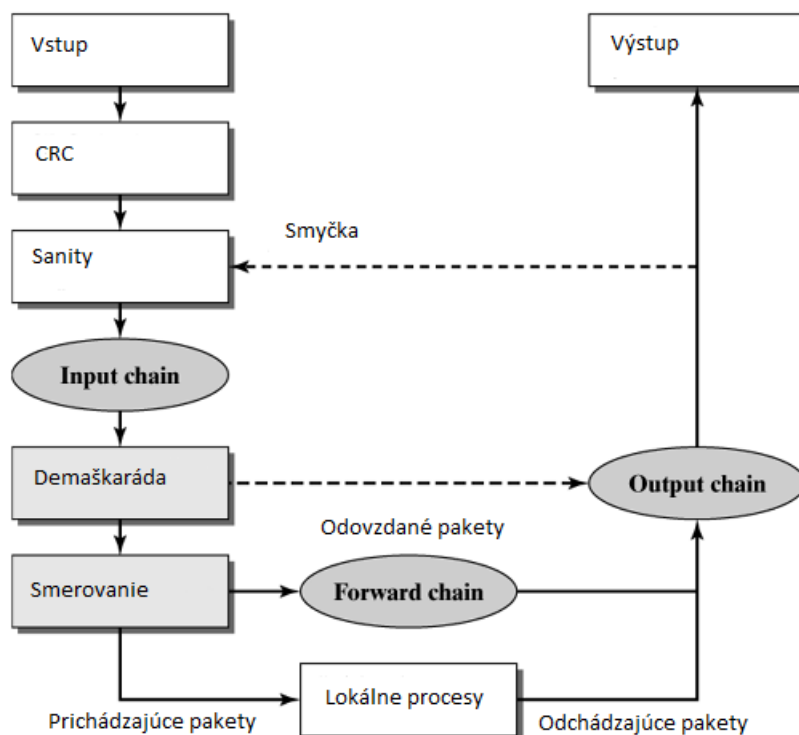 Vstup
Výstup
CRC
Smyčka
Sanity
Input chain
Demaškaráda
Output chain
Odovzdané pakety
Smerovanie
Forward chain
Lokálne procesy
Prichádzajúce pakety
Odchádzajúce pakety